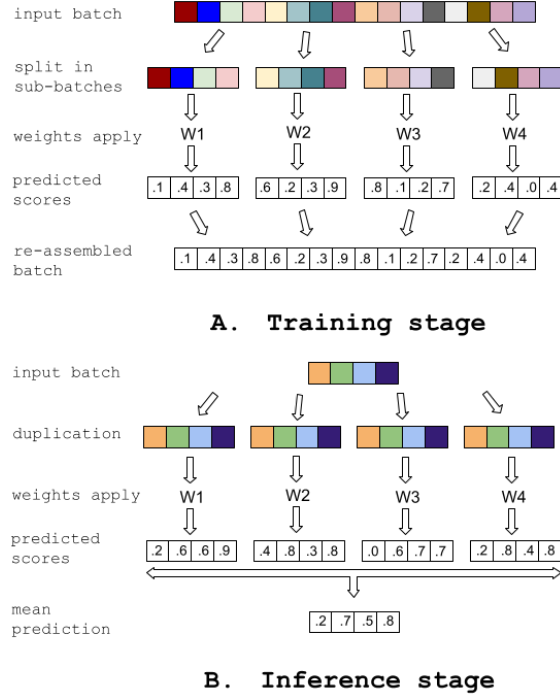 input batch
split in
sub-batches
weights apply W1 W2 W3 W4
predicted
scores
.1 .4 .3 .8 .6 .2 .3 .9 .8 .1 .2 .7 .2 .4 .0 .4
re-assembled
batch
.1 .4 .3 .8 .6 .2 .3 .9 .8 .1 .2 .7 .2 .4 .0 .4
A. Training stage
input batch
duplication
weights apply W1 W2 W3 W4
predicted
scores
.2 .6 .6 .9 .4 .8 .3 .8 .0 .6 .7 .7 .2 .8 .4 .8
mean
prediction
.2 .7 .5 .8
B. Inference stage